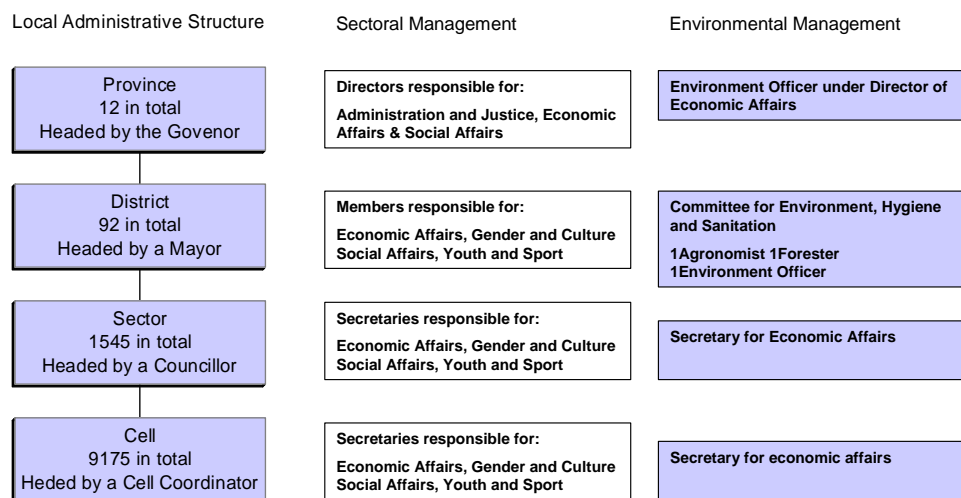 Local Administrative Structure
Sectoral Management
Environmental Management
Province
12 in total
Headed by the Govenor
Directors responsible for:
Administration and Justice, Economic
Affairs & Social Affairs
Environment Officer under Director of
Economic Affairs
District
92 in total
Headed by a Mayor
Members responsible for:
Economic Affairs, Gender and Culture
Social Affairs, Youth and Sport
Committee for Environment, Hygiene
and Sanitation
1Agronomist 1Forester
1Environment Officer
Sector
1545 in total
Headed by a Councillor
Secretaries responsible for:
Economic Affairs, Gender and Culture
Social Affairs, Youth and Sport
Secretary for Economic Affairs
Cell
9175 in total
Heded by a Cell Coordinator
Secretaries responsible for:
Economic Affairs, Gender and Culture
Social Affairs, Youth and Sport
Secretary for economic affairs